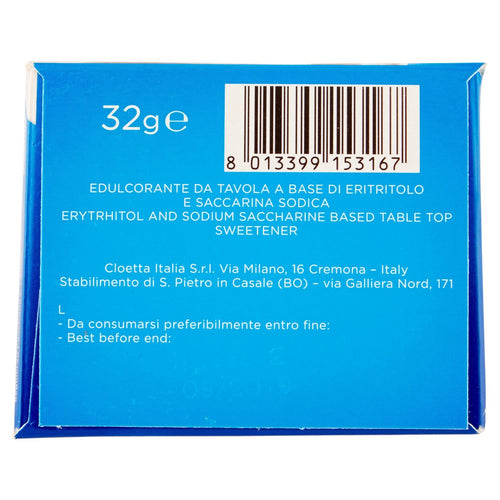 32g℮
8 013399 153167
EDULCORANTE DA TAVOLA A BASE DI ERITRITOLO
E SACCARINA SODICA
ERYTRHITOL AND SODIUM SACCHARINE BASED TABLE TOP
SWEETENER
Cloetta Italia S.r.l. Via Milano, 16 Cremona – Italy
Stabilimento di S. Pietro in Casale (BO) – via Galliera Nord, 171
L
- Da consumarsi preferibilmente entro fine:
- Best before end: